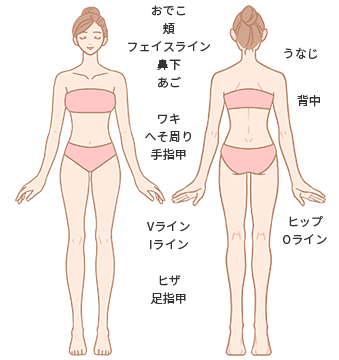 おでこ
頬
フェイスライン
鼻下
あご
ワキ
へそ周り
手指甲
Vライン
Iライン
ヒザ
足指甲
うなじ
背中
ヒップ
Oライン